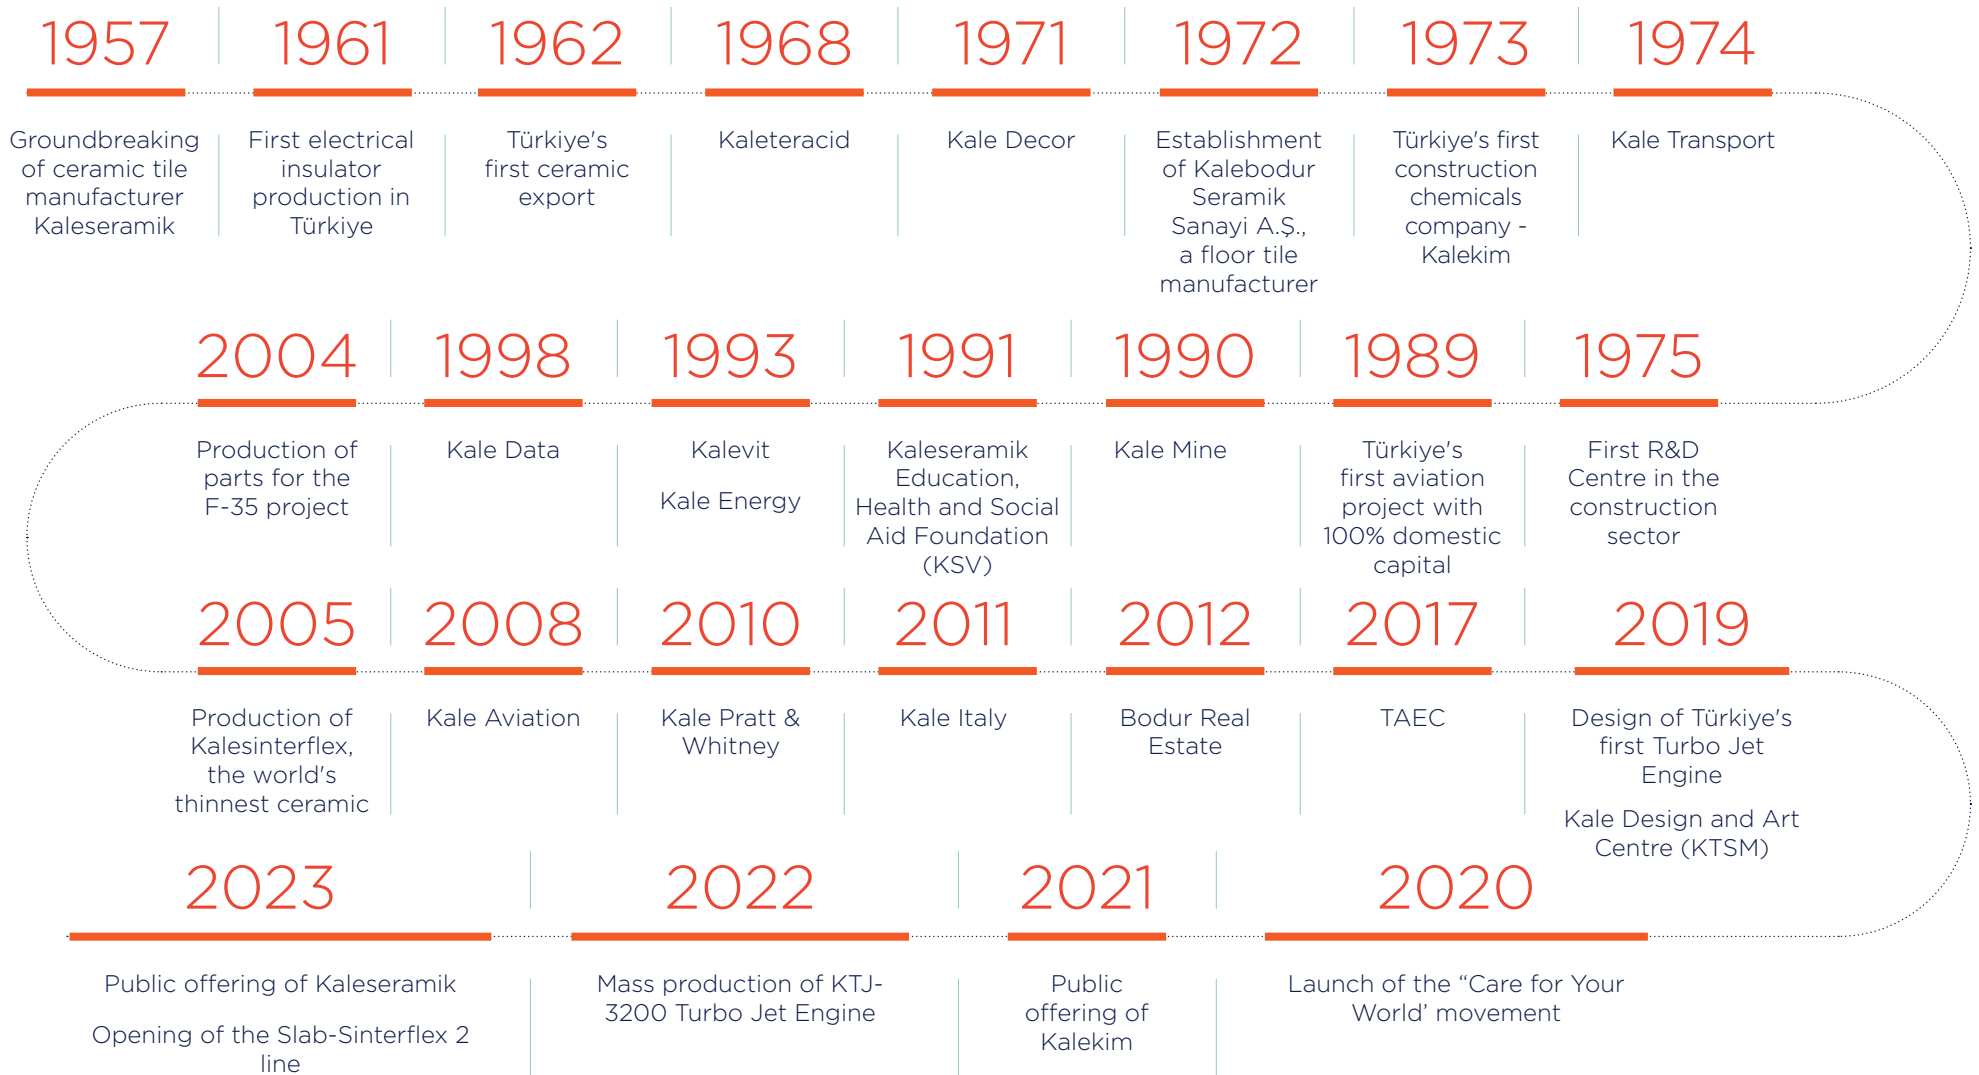 1957
Groundbreaking
of ceramic tile
manufacturer
Kaleseramik
1961
First electrical
insulator
production in
Türkiye
1962
Türkiye's
first ceramic
export
1968
Kaleteracid
1971
Kale Decor
1972
Establishment
of Kalebodur
Seramik
Sanayi A.Ş.,
a floor tile
manufacturer
1973
Türkiye's first
construction
chemicals
company -
Kalekim
1974
Kale Transport
1975
First R&D
Centre in the
construction
sector
1989
Türkiye's
first aviation
project with
100% domestic
capital
1990
Kale Mine
1991
Kaleseramik
Education,
Health and Social
Aid Foundation
(KSV)
1993
Kalevit
Kale Energy
1998
Kale Data
2004
Production of
parts for the
F-35 project
2005
Production of
Kalesinterflex,
the world's
thinnest ceramic
2008
Kale Aviation
2010
Kale Pratt &
Whitney
2011
Kale Italy
2012
Bodur Real
Estate
2017
TAEC
2019
Design of Türkiye's
first Turbo Jet
Engine
Kale Design and Art
Centre (KTSM)
2020
Launch of the “Care for Your
World’ movement
2021
Public
offering of
Kalekim
2022
Mass production of KTJ-
3200 Turbo Jet Engine
2023
Public offering of Kaleseramik
Opening of the Slab-Sinterflex 2
line